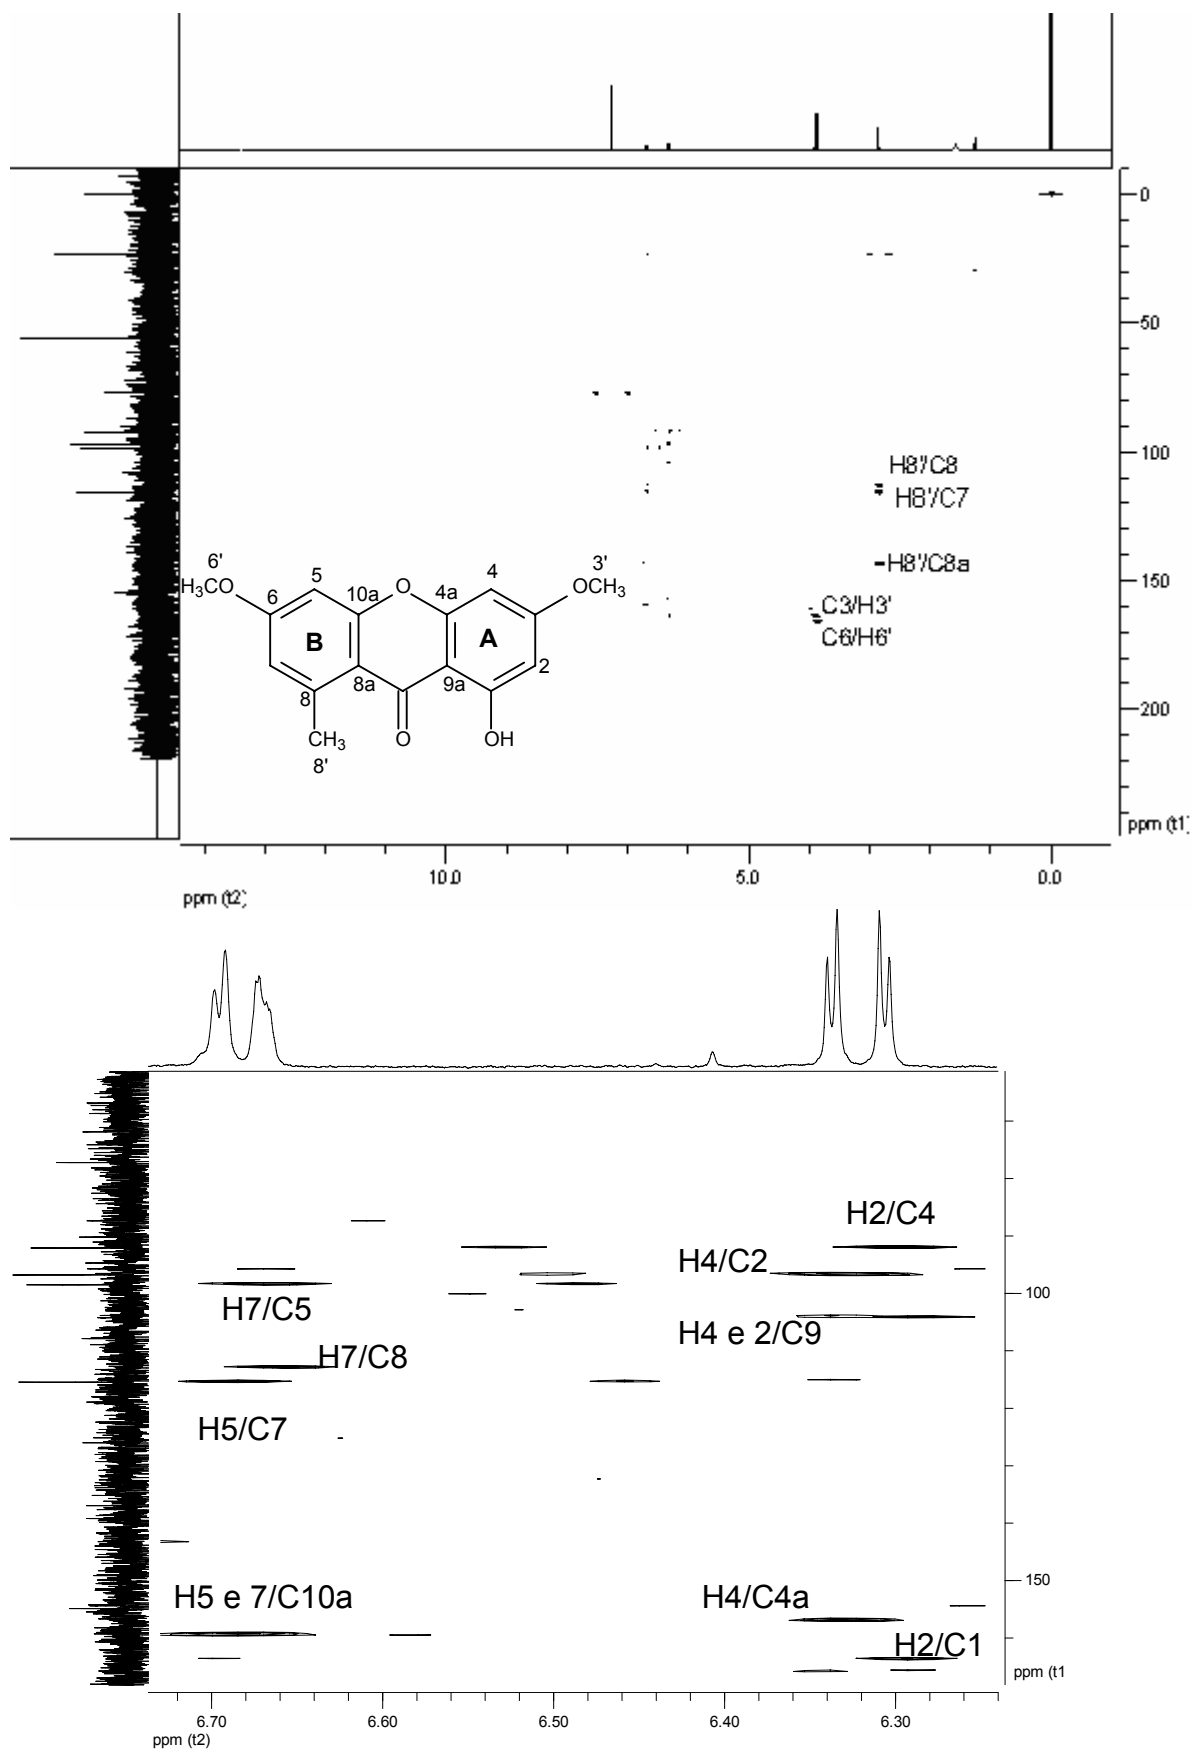 0
50
H8'/C8
100
H8'/C7
6'
H3CO
5
O
4
3'
OCH3
6
10a
4a
H8'/C8a
150
C3/H3'
C6/H6'
B
A
2
8
8a
9a
200
CH3
O
OH
8'
ppm (t1)
10.0
5.0
0.0
ppm (t2)
H2/C4
H4/C2
100
H7/C5
H4 e 2/C9
H7/C8
H5/C7
H5 e 7/C10a
H4/C4a
150
H2/C1
ppm (t1
6.70
6.60
6.50
6.40
6.30
ppm (t2)